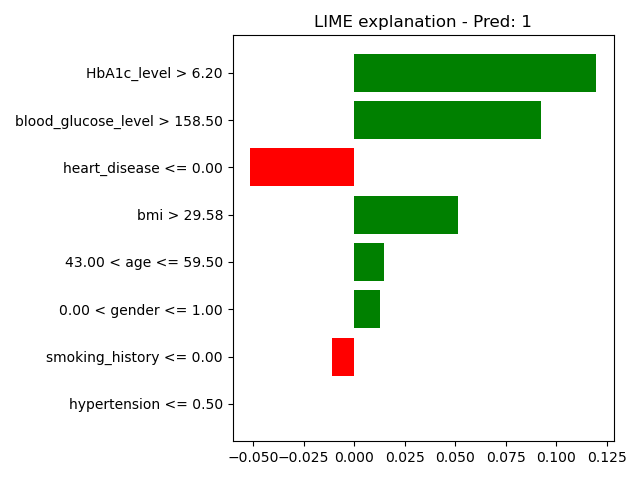 LIME explanation - Pred: 1
HbA1c_level > 6.20
blood_glucose_level > 158.50
heart_disease <= 0.00
bmi > 29.58
43.00 < age <= 59.50
0.00 < gender <= 1.00
smoking_history <= 0.00
hypertension <= 0.50
−0.050 −0.025 0.000 0.025 0.050 0.075 0.100 0.125